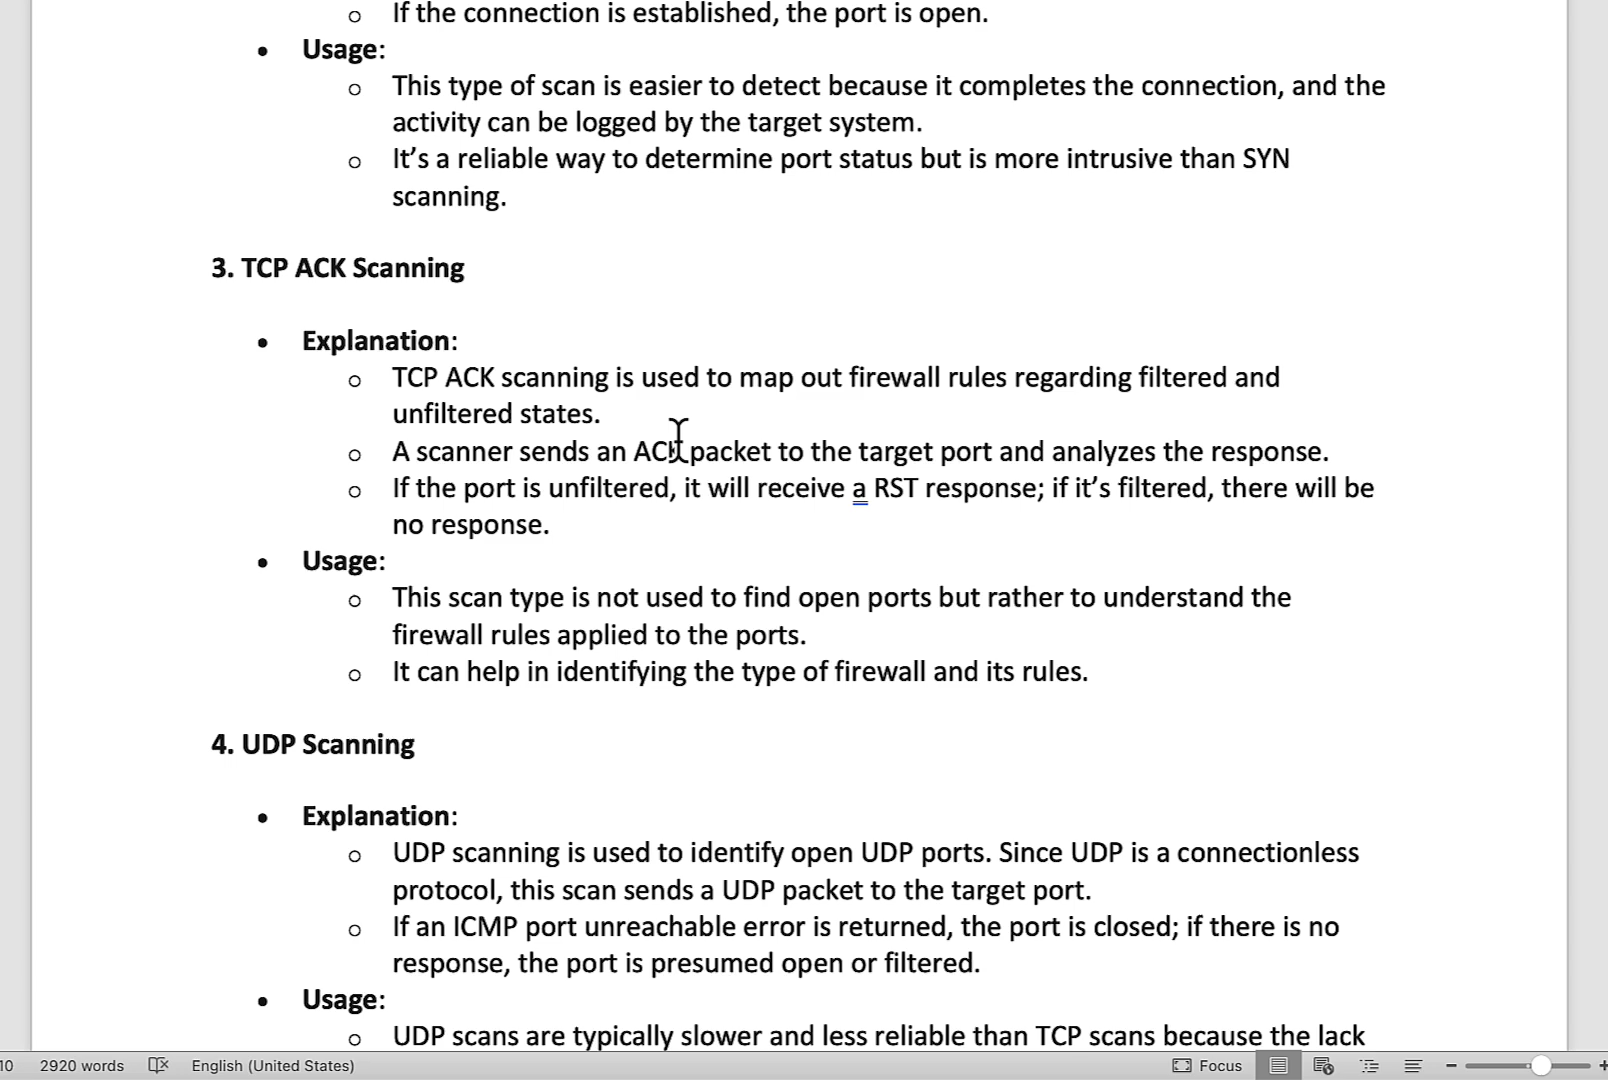 o If the connection is established, the port is open.
• Usage:
o This type of scan is easier to detect because it completes the connection, and the
activity can be logged by the target system.
o It’s a reliable way to determine port status but is more intrusive than SYN
scanning.
3. TCP ACK Scanning
• Explanation:
o TCP ACK scanning is used to map out firewall rules regarding filtered and
unfiltered states.
o A scanner sends an ACK packet to the target port and analyzes the response.
o If the port is unfiltered, it will receive a RST response; if it’s filtered, there will be
no response.
• Usage:
o This scan type is not used to find open ports but rather to understand the
firewall rules applied to the ports.
o It can help in identifying the type of firewall and its rules.
4. UDP Scanning
• Explanation:
o UDP scanning is used to identify open UDP ports. Since UDP is a connectionless
protocol, this scan sends a UDP packet to the target port.
o If an ICMP port unreachable error is returned, the port is closed; if there is no
response, the port is presumed open or filtered.
• Usage:
o UDP scans are typically slower and less reliable than TCP scans because the lack
10 2920 words English (United States) Focus